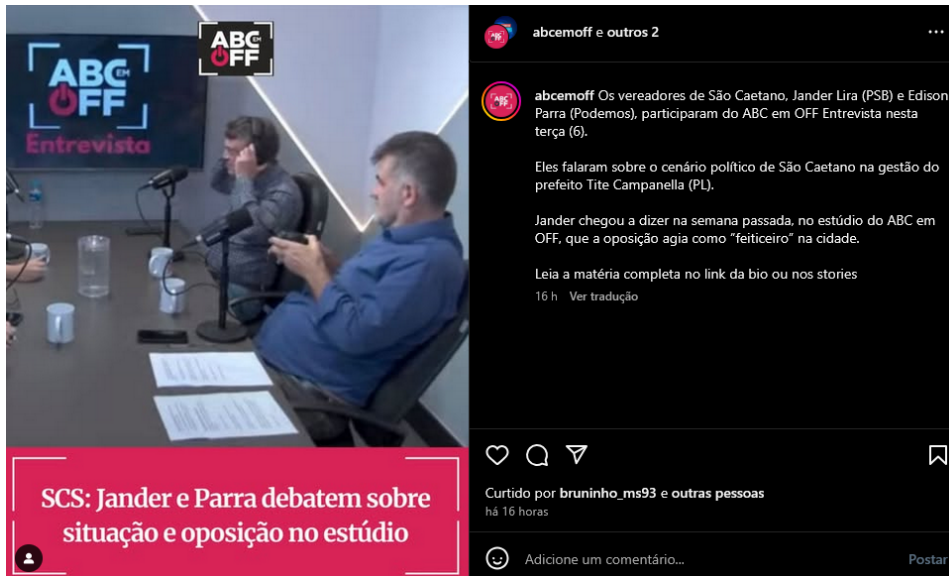 ABC EM
OFF
ABC EM
OFF
Entrevista
SCS: Jander e Parra debatem sobre
situação e oposição no estúdio
abcemoff e outros 2
abcemoff Os vereadores de São Caetano, Jander Lira (PSB) e Edison
Parra (Podemos), participaram do ABC em OFF Entrevista nesta
terça (6).
Eles falaram sobre o cenário político de São Caetano na gestão do
prefeito Tite Campanella (PL).
Jander chegou a dizer na semana passada, no estúdio do ABC em
OFF, que a oposição agia como “feiticeiro” na cidade.
Leia a matéria completa no link da bio ou nos stories
16 h Ver tradução
Curtido por bruninho_ms93 e outras pessoas
há 16 horas
Adicione um comentário...
Postar